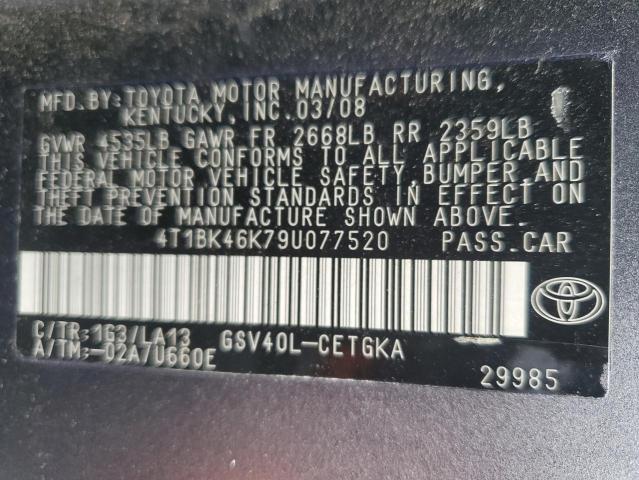 MFD.BY:TOYOTA MOTOR MANUFACTURING,
KENTUCKY,INC.03/08
GVWR 4535LB GAWR FR 2668LB RR 2359LB
THIS VEHICLE CONFORMS TO ALL APPLICABLE
FEDERAL MOTOR VEHICLE SAFETY,BUMPER,AND
THEFT PREVENTION STANDARDS IN EFFECT ON
THE DATE OF MANUFACTURE SHOWN ABOVE.
4T1BK46K79U077520 PASS.CAR
C/TR:1G3/LA13 GSV40L-CETGKA
A/TM:-02A/U660E
29985